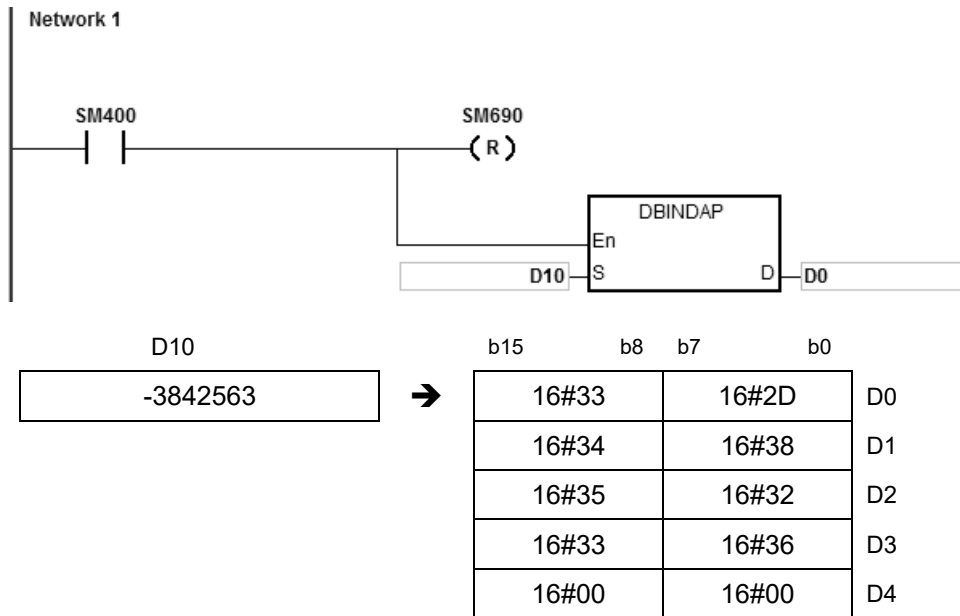 Network 1
SM400 SM690
( R )
DBINDAP
En
D10 S D D0
D10 b15 b8 b7 b0
-3842563 ➔ 16#33 16#2D D0
16#34 16#38 D1
16#35 16#32 D2
16#33 16#36 D3
16#00 16#00 D4